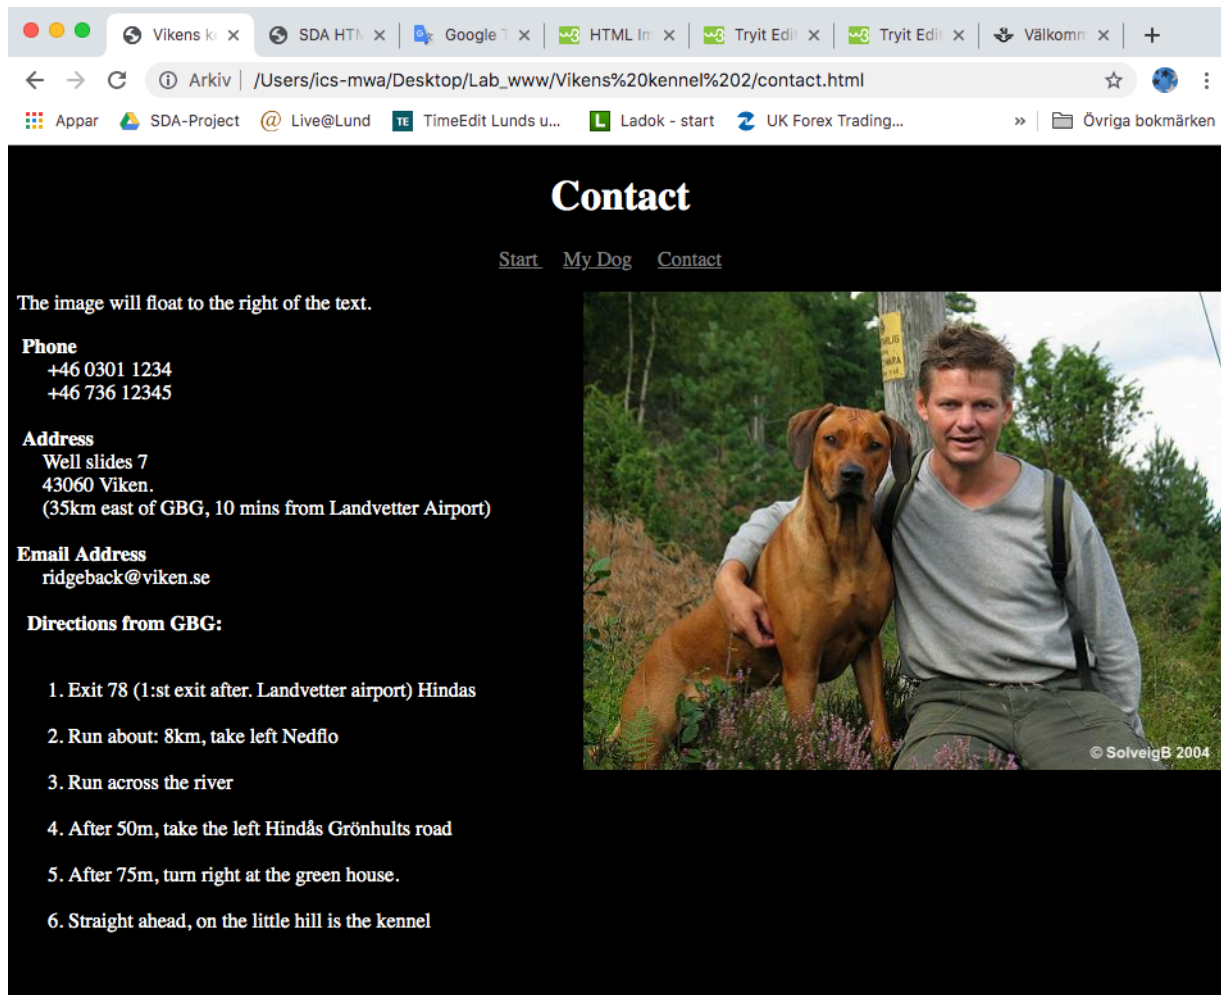 Vikens ke
SDA HTM
Google T
HTML Im
Tryit Edit
Tryit Edit
Välkomm
Arkiv | /Users/ics-mwa/Desktop/Lab_www/Vikens%20kennel%202/contact.html
Appar
SDA-Project
Live@Lund
TE
TimeEdit Lunds u...
L
Ladok - start
UK Forex Trading...
»
Övriga bokmärken
Contact
Start My Dog Contact
The image will float to the right of the text.
Phone
+46 0301 1234
+46 736 12345
Address
Well slides 7
43060 Viken.
(35km east of GBG, 10 mins from Landvetter Airport)
Email Address
ridgeback@viken.se
Directions from GBG:
1. Exit 78 (1:st exit after. Landvetter airport) Hindas
2. Run about: 8km, take left Nedflo
3. Run across the river
4. After 50m, take the left Hindås Grönhults road
5. After 75m, turn right at the green house.
6. Straight ahead, on the little hill is the kennel
© SolveigB 2004